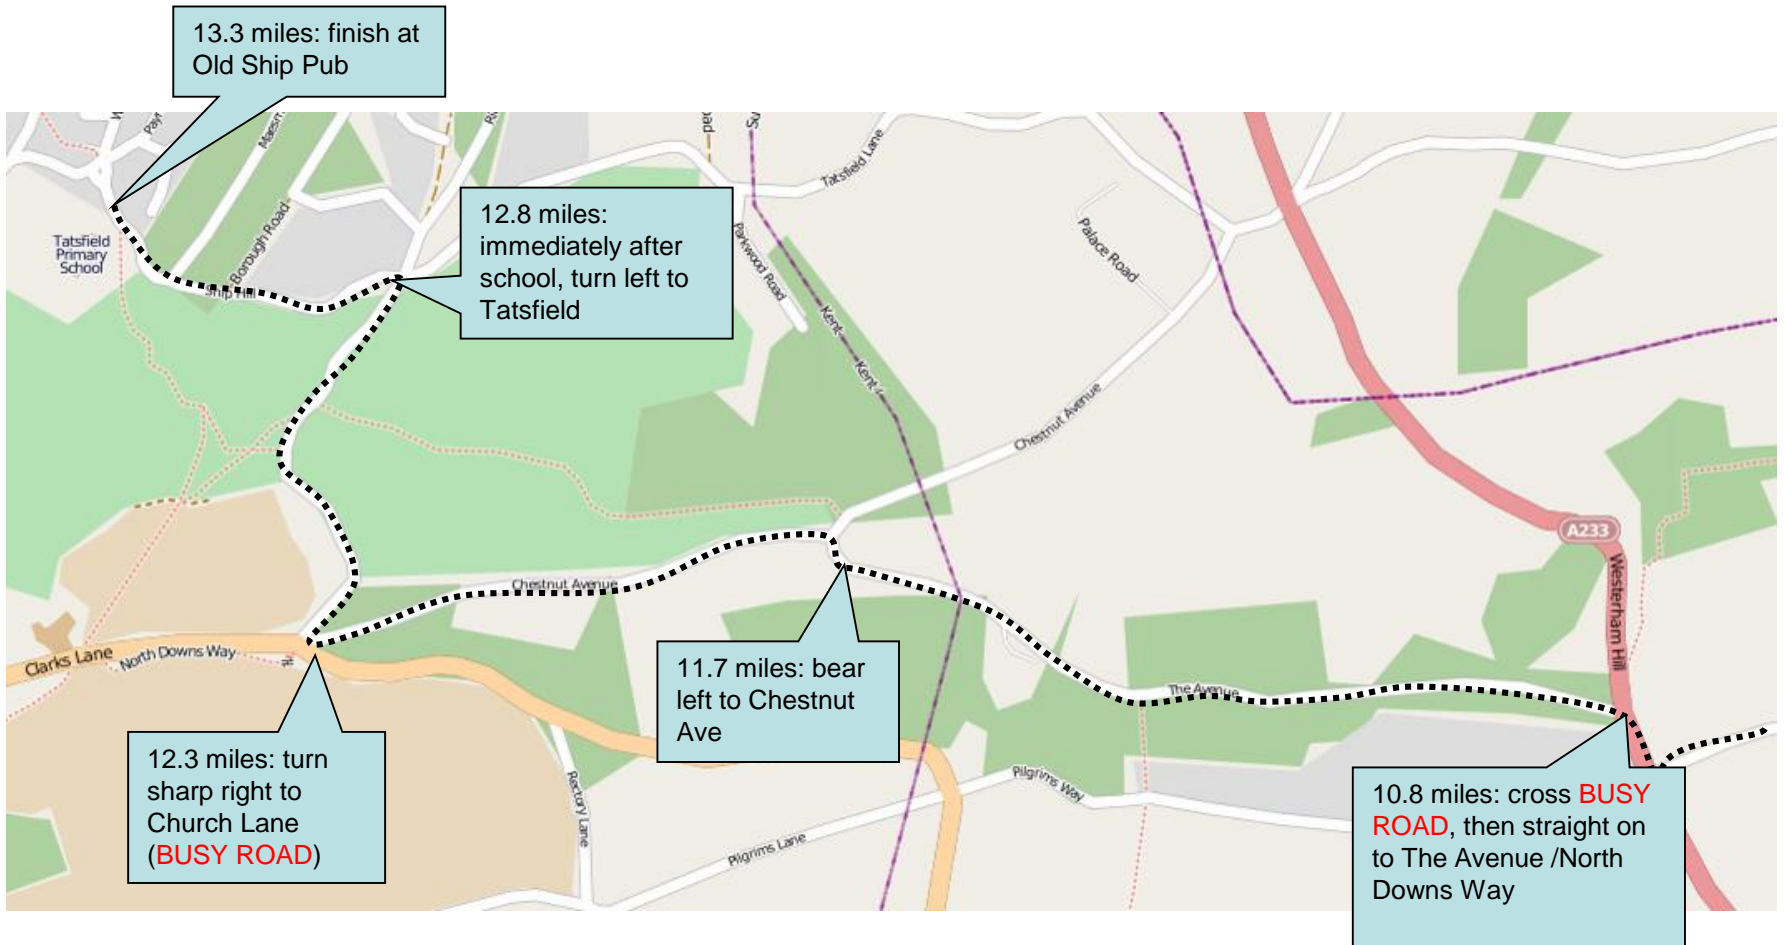 13.3 miles: finish at
Old Ship Pub
Tatsfield Lane
12.8 miles:
immediately after
school, turn left to
Tatsfield
Borough Road
Parkwood Road
Palace Road
Tatsfield
Primary
School
Ship Hill
Kent
Kent
Chestnut Avenue
A233
Westerham Hill
Chestnut Avenue
Clarks Lane
North Downs Way
11.7 miles: bear
left to Chestnut
Ave
The Avenue
12.3 miles: turn
sharp right to
Church Lane
(BUSY ROAD)
Rectory Lane
Pilgrims Way
Pilgrims Lane
10.8 miles: cross BUSY
ROAD, then straight on
to The Avenue /North
Downs Way